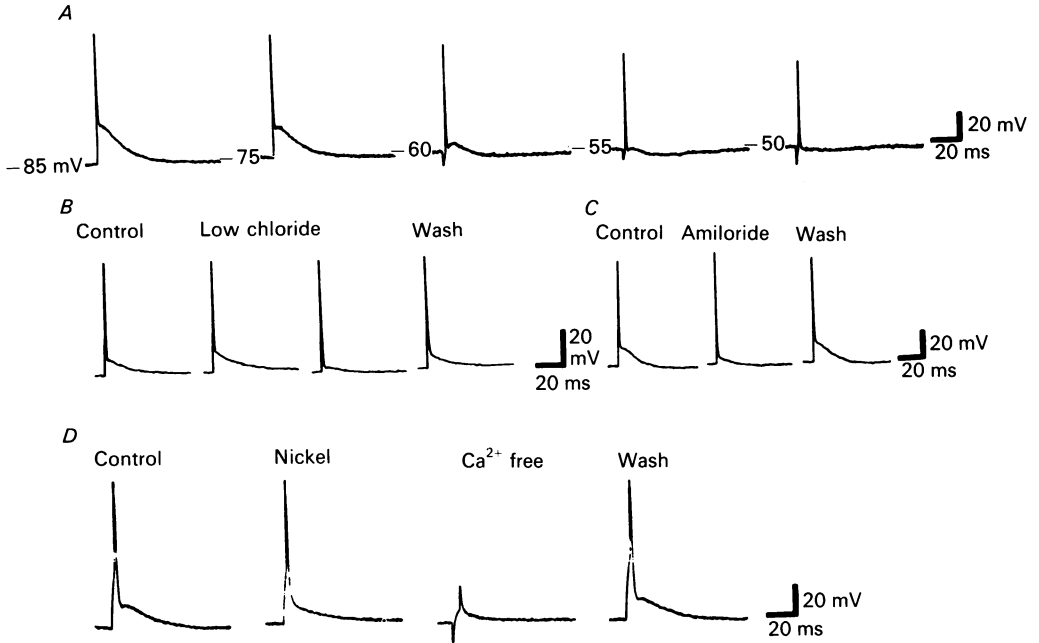 A
−85 mV
−75
−60
−55
−50
20 mV
20 ms
B
Control
Low chloride
Wash
20
mV
20 ms
C
Control
Amiloride
Wash
20 mV
20 ms
D
Control
Nickel
Ca²⁺ free
Wash
20 mV
20 ms